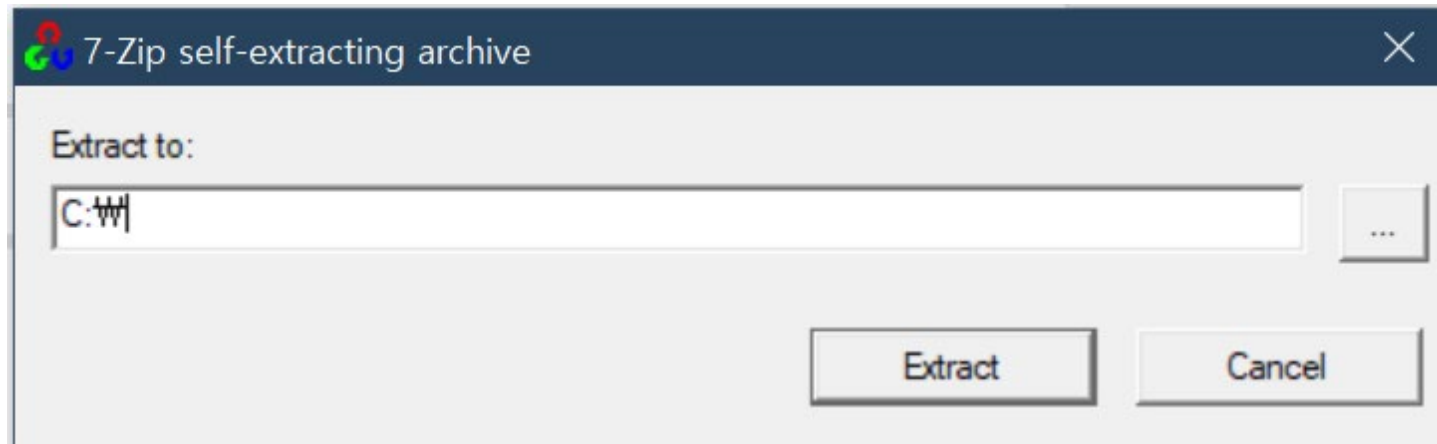 7-Zip self-extracting archive
Extract to:
C:₩
...
Extract Cancel